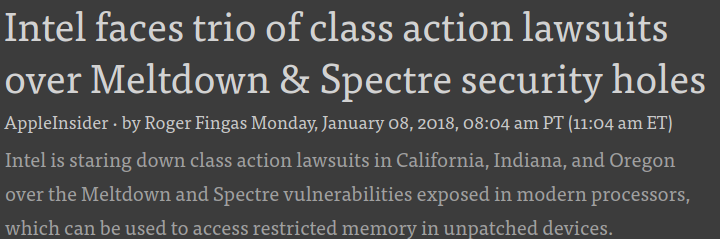 Intel faces trio of class action lawsuits
over Meltdown & Spectre security holes
AppleInsider · by Roger Fingas Monday, January 08, 2018, 08:04 am PT (11:04 am ET)
Intel is staring down class action lawsuits in California, Indiana, and Oregon
over the Meltdown and Spectre vulnerabilities exposed in modern processors,
which can be used to access restricted memory in unpatched devices.